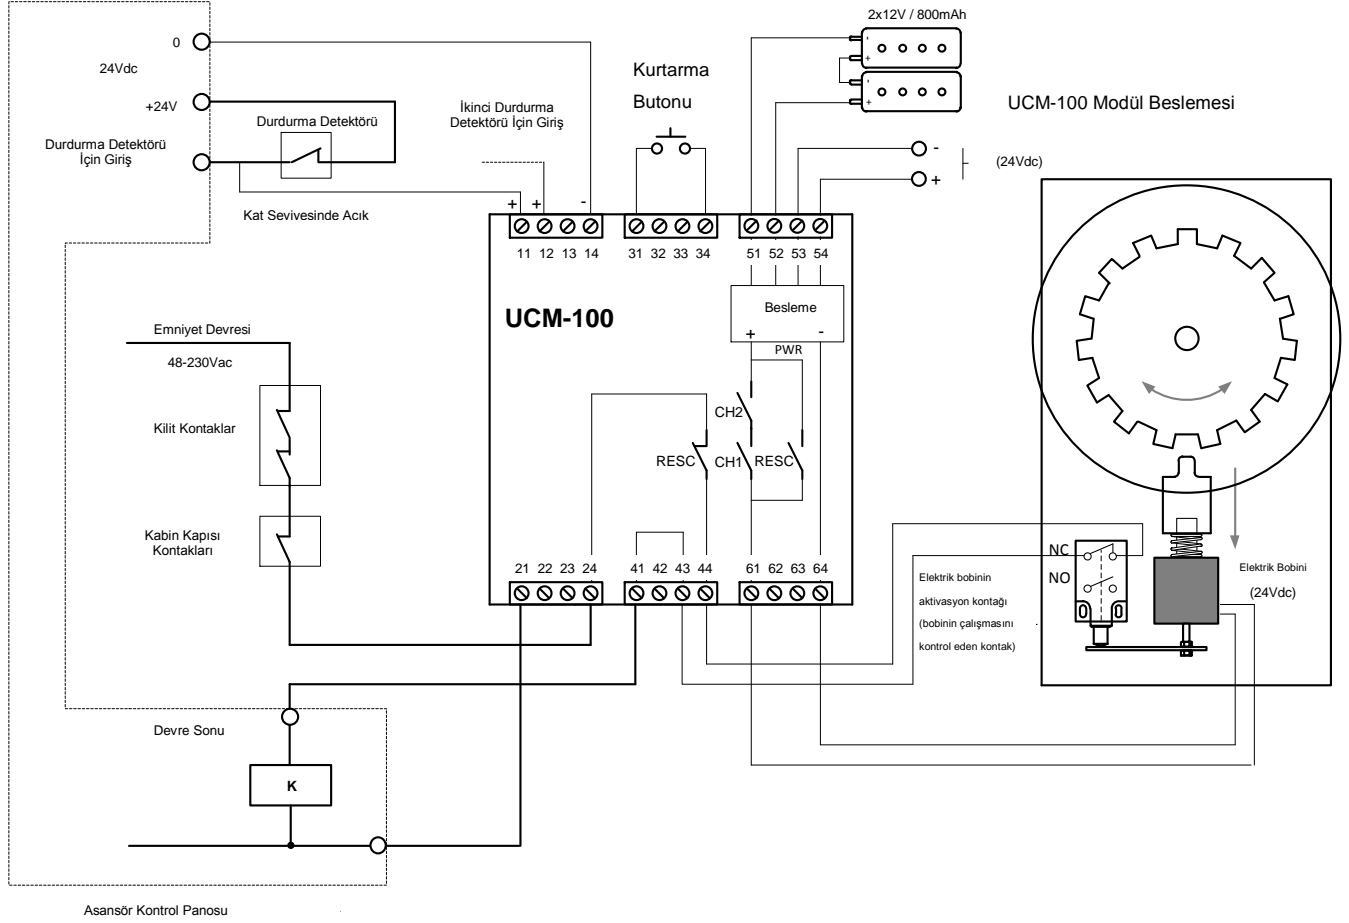 2x12V / 800mAh
0
24Vdc
+24V
Durdurma Detektörü
Durdurma Detektörü
İçin Giriş
Kat Sevivesinde Acık
İkinci Durdurma
Detektörü İçin Giriş
Kurtarma
Butonu
- + - +
UCM-100 Modül Beslemesi
-
(24Vdc)
+
+ + -
11 12 13 14 31 32 33 34 51 52 53 54
UCM-100
Besleme
+ -
PWR
CH2
RESC CH1 RESC
Emniyet Devresi
48-230Vac
Kilit Kontaklar
Kabin Kapısı
Kontakları
21 22 23 24 41 42 43 44 61 62 63 64
NC
NO
Elektrik bobinin
aktivasyon kontağı
(bobinin çalışmasını
kontrol eden kontak)
Elektrik Bobini
(24Vdc)
Devre Sonu
K
Asansör Kontrol Panosu